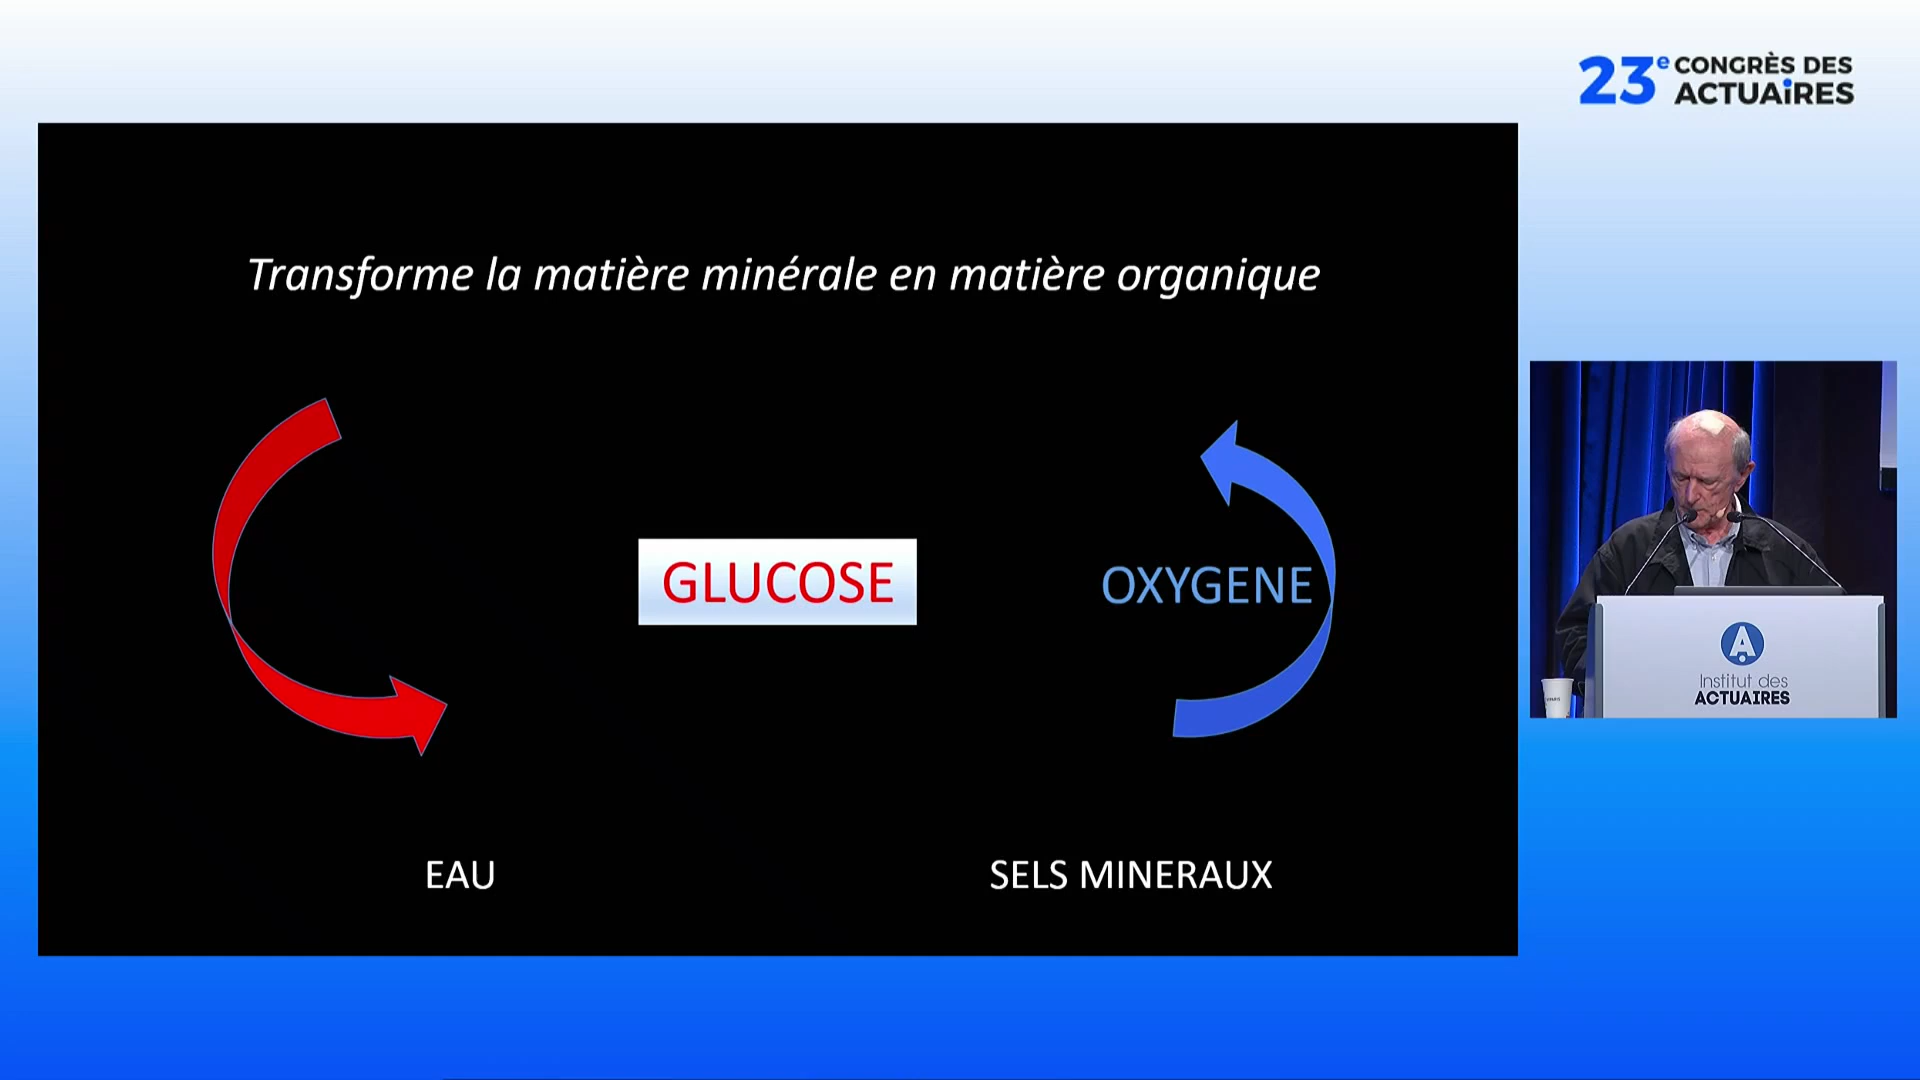 23e CONGRÈS DES
ACTUAiRES
Transforme la matière minérale en matière organique
GLUCOSE
OXYGENE
EAU
SELS MINERAUX
A
Institut des
ACTUAIRES